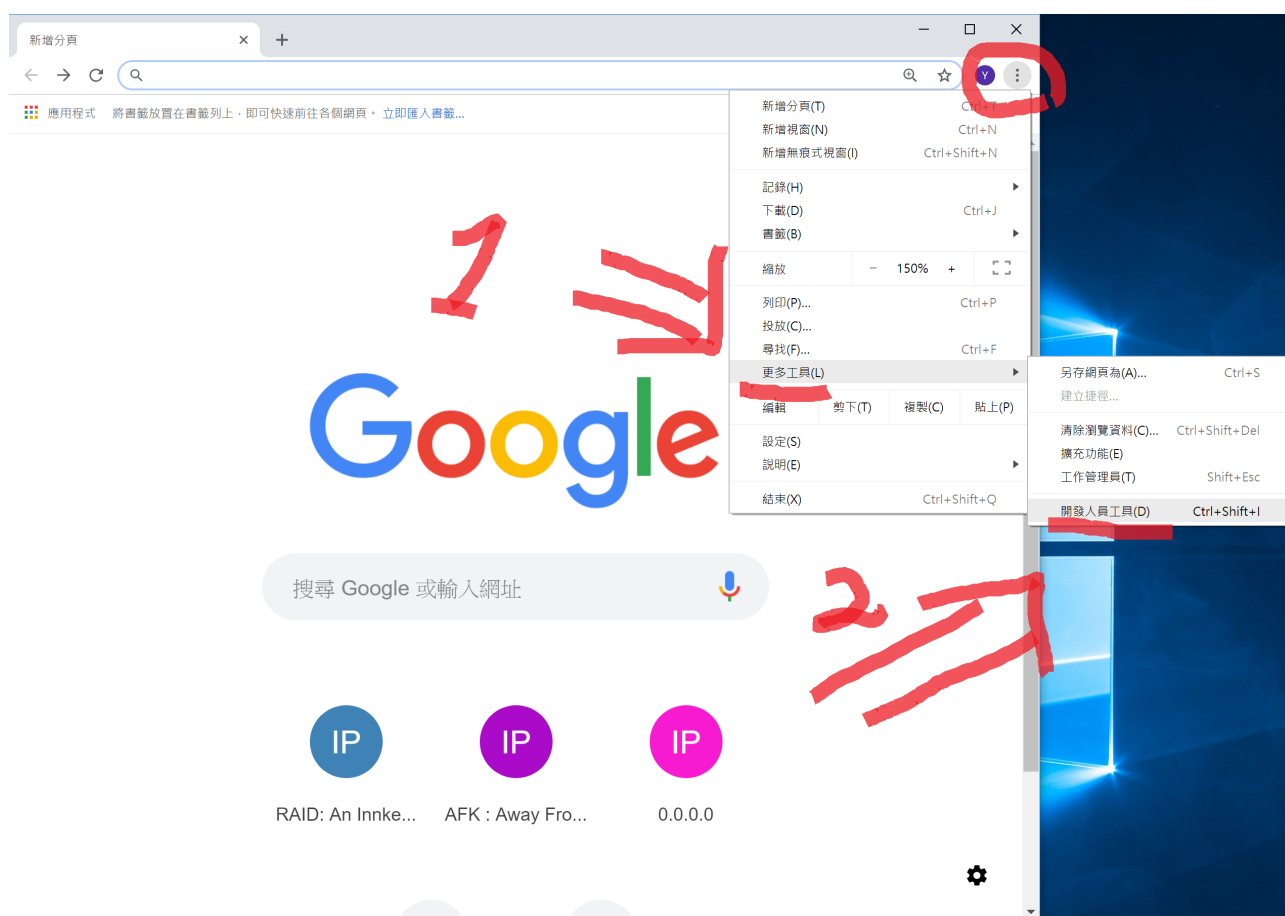 新增分頁
Y
應用程式 將書籤放置在書籤列上，即可快速前往各個網頁。 立即匯入書籤...
新增分頁(T) Ctrl+T
新增視窗(N) Ctrl+N
新增無痕式視窗(I) Ctrl+Shift+N
記錄(H)
下載(D) Ctrl+J
書籤(B)
縮放 − 150% +
列印(P)... Ctrl+P
投放(C)...
尋找(F)... Ctrl+F
更多工具(L)
編輯 剪下(T) 複製(C) 貼上(P)
設定(S)
說明(E)
結束(X) Ctrl+Shift+Q
另存網頁為(A)... Ctrl+S
建立捷徑...
清除瀏覽資料(C)... Ctrl+Shift+Del
擴充功能(E)
工作管理員(T) Shift+Esc
開發人員工具(D) Ctrl+Shift+I
1
Google
搜尋 Google 或輸入網址
2
IP IP IP
RAID: An Innke... AFK : Away Fro... 0.0.0.0